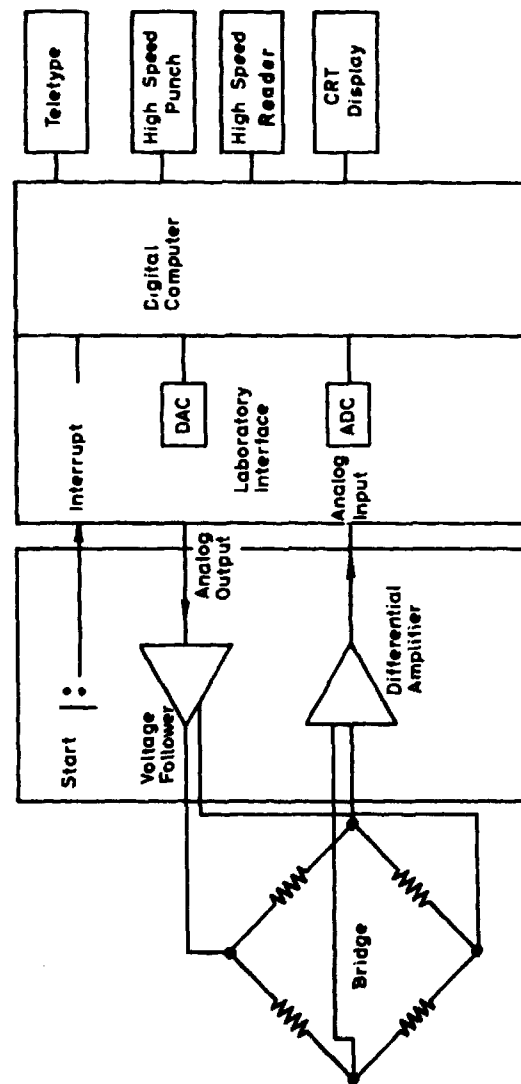 Teletype
High Speed
Punch
High Speed
Reader
CRT
Display
Digital
Computer
Interrupt
DAC
Laboratory
Interface
ADC
Analog
Input
Analog
Output
Start
Voltage
Follower
Differential
Amplifier
Bridge